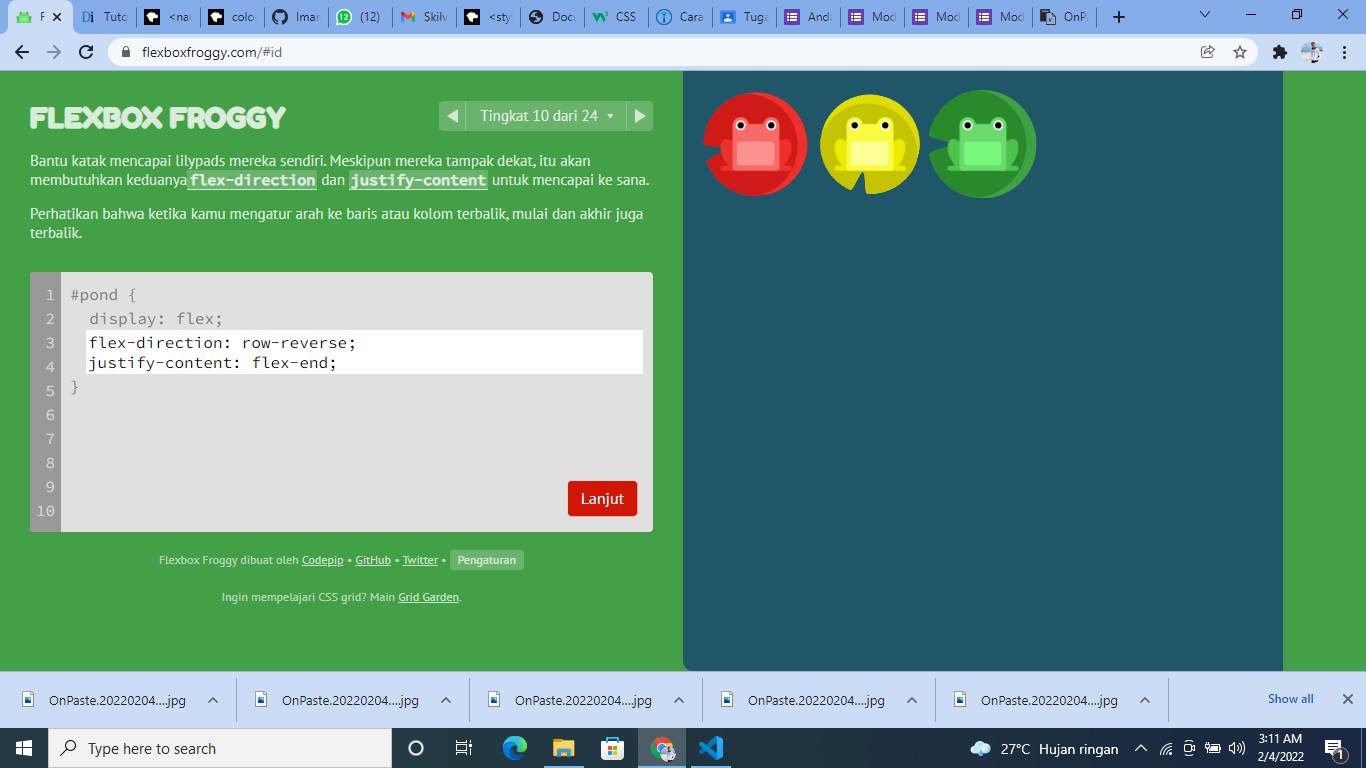 F
Tuto
<nav
color
Imar
12
(12)
Skilv
<sty
Docu
CSS
Cara
Tuga
Anda
Mod
Mod
Mod
OnPa
flexboxfroggy.com/#id
FLEXBOX FROGGY
Tingkat 10 dari 24
Bantu katak mencapai lilypads mereka sendiri. Meskipun mereka tampak dekat, itu akan
membutuhkan keduanya flex-direction dan justify-content untuk mencapai ke sana.
Perhatikan bahwa ketika kamu mengatur arah ke baris atau kolom terbalik, mulai dan akhir juga
terbalik.
1 #pond {
2 display: flex;
3 flex-direction: row-reverse;
4 justify-content: flex-end;
5 }
6
7
8
9
10
Lanjut
Flexbox Froggy dibuat oleh Codepip • GitHub • Twitter • Pengaturan
Ingin mempelajari CSS grid? Main Grid Garden.
OnPaste.20220204....jpg
OnPaste.20220204....jpg
OnPaste.20220204....jpg
OnPaste.20220204....jpg
OnPaste.20220204....jpg
Show all
Type here to search
27°C Hujan ringan
3:11 AM
2/4/2022
1